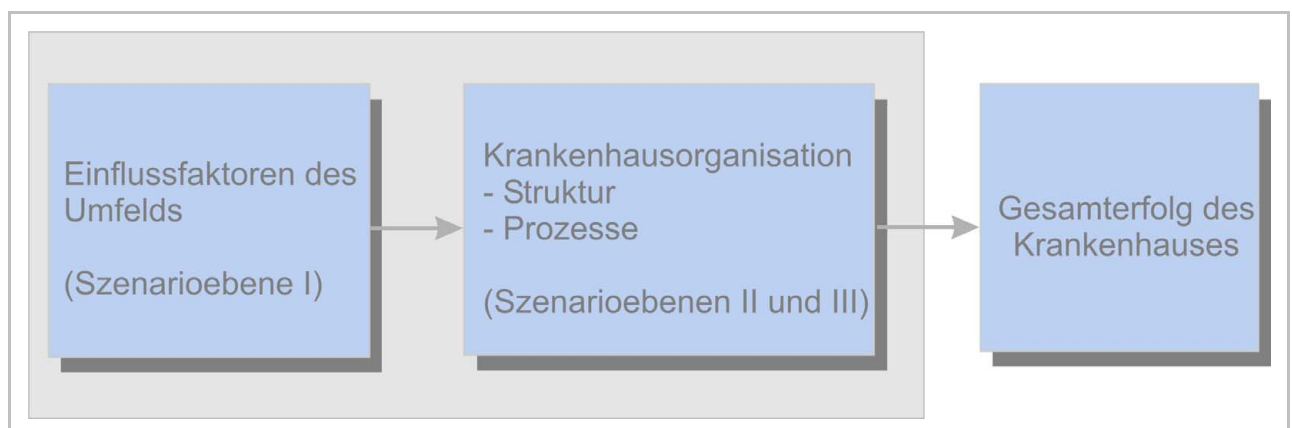 Einflussfaktoren des
Umfelds
(Szenarioebene I)
Krankenhausorganisation
- Struktur
- Prozesse
(Szenarioebenen II und III)
Gesamterfolg des
Krankenhauses